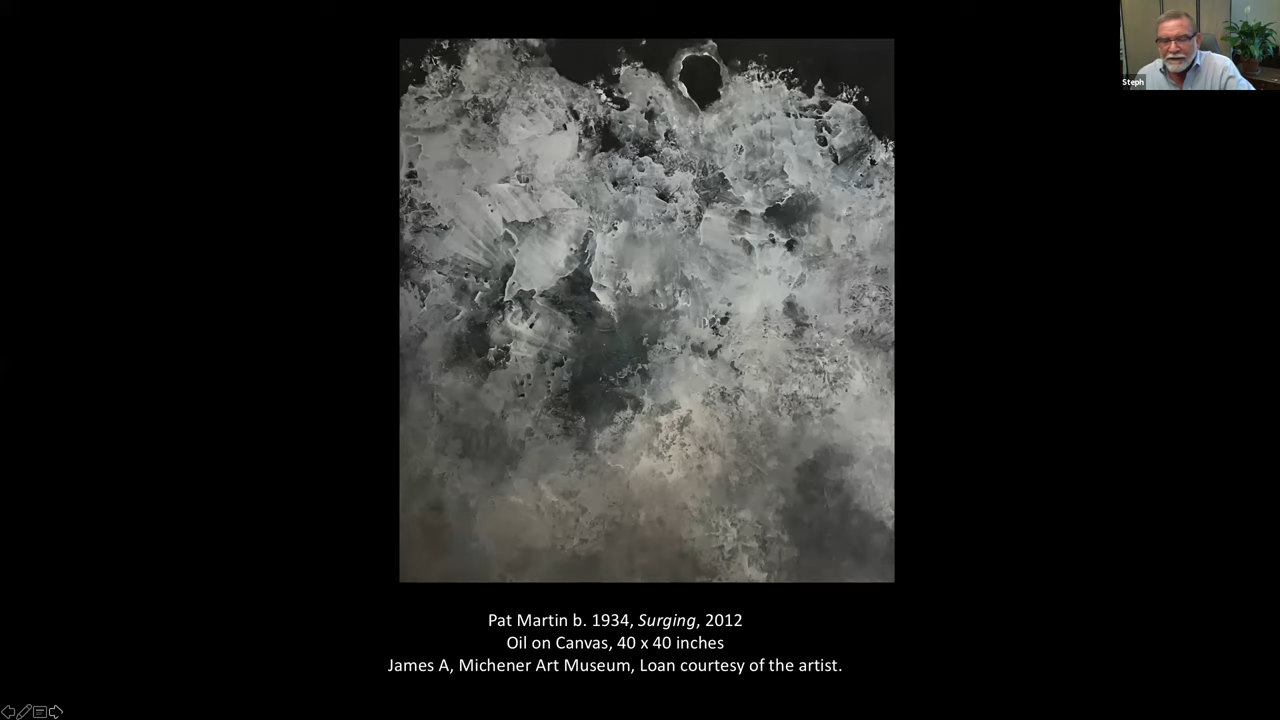 Steph
Pat Martin b. 1934, Surging, 2012
Oil on Canvas, 40 x 40 inches
James A, Michener Art Museum, Loan courtesy of the artist.